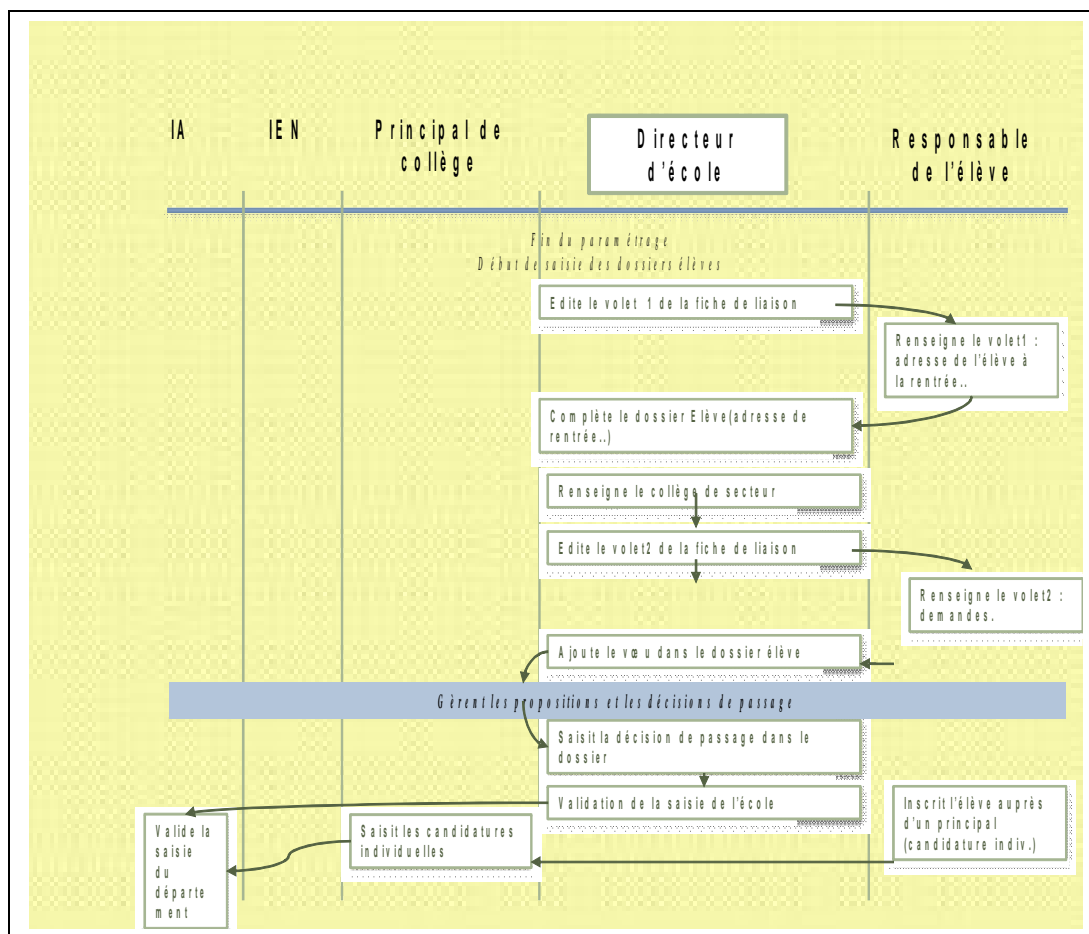 IA
IEN
Principal de
collège
Directeur
d'école
Responsable
de l'élève
Fin du paramétrage
Début de saisie des dossiers élèves
Edite le volet 1 de la fiche de liaison
Renseigne le volet1 :
adresse de l'élève à
la rentrée..
Complète le dossier Elève(adresse de
rentrée..)
Renseigne le collège de secteur
Edite le volet2 de la fiche de liaison
Renseigne le volet2 :
demandes.
Ajoute le vœu dans le dossier élève
Gèrent les propositions et les décisions de passage
Saisit la décision de passage dans le
dossier
Validation de la saisie de l'école
Inscrit l'élève auprès
d'un principal
(candidature indiv.)
Saisit les candidatures
individuelles
Valide la
saisie
du
départe
ment